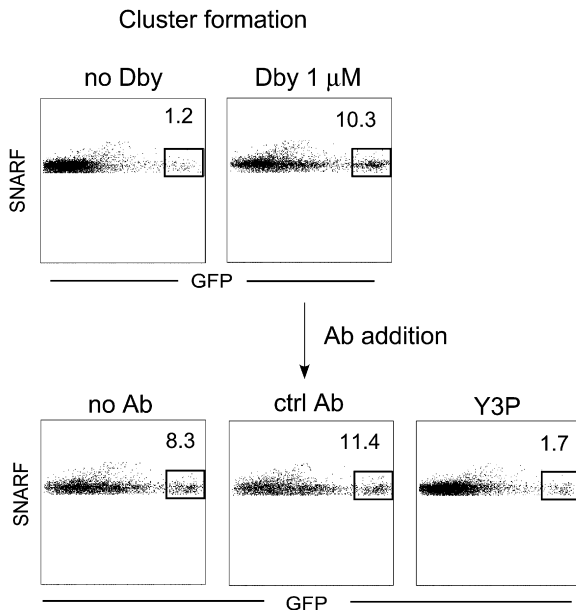 Cluster formation
no Dby Dby 1 μM
1.2 10.3
SNARF
GFP
Ab addition
no Ab ctrl Ab Y3P
8.3 11.4 1.7
SNARF
GFP